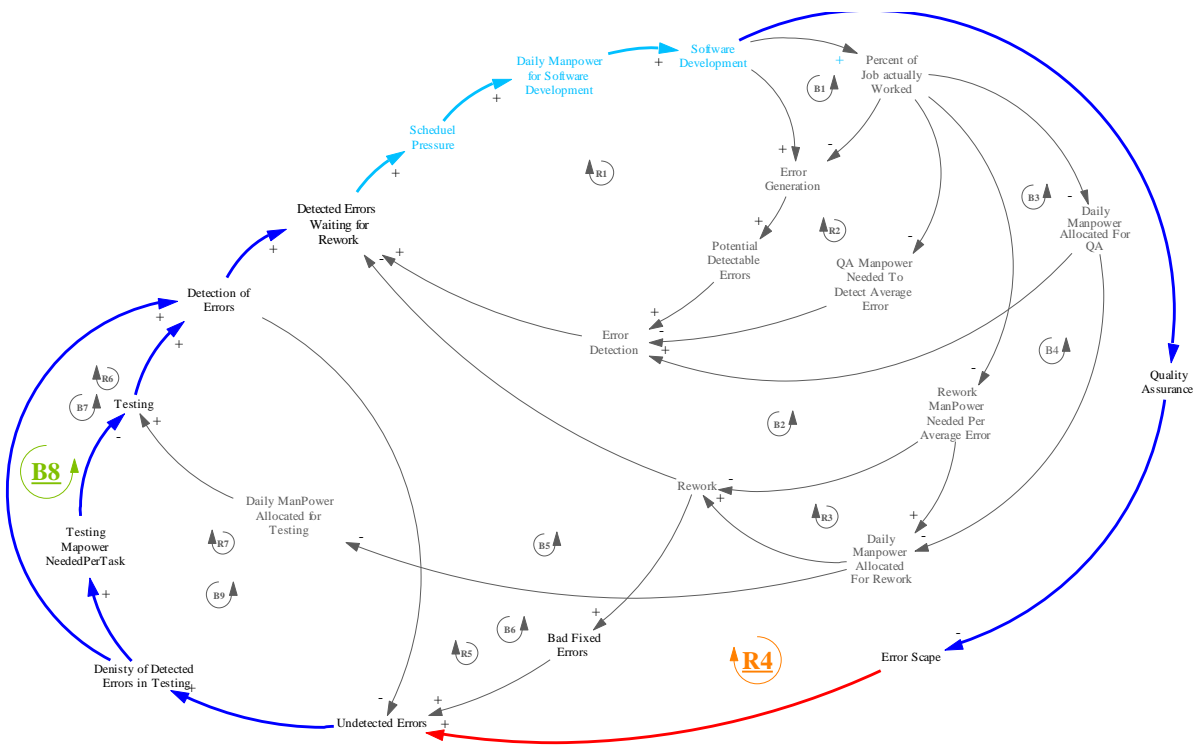 Software
Development
+
+
Percent of
Job actually
Worked
B1
Daily Manpower
for Software
Development
+
Scheduel
Pressure
+
+
-
Error
Generation
R1
B3
-
Detected Errors
Waiting for
Rework
+
-
+
+
R2
-
Daily
Manpower
Allocated For
QA
Potential
Detectable
Errors
QA Manpower
Needed To
Detect Average
Error
Detection of
Errors
+
+
+
-
+
Error
Detection
B4
-
Quality
Assurance
R6
B7
Testing
-
+
-
Rework
ManPower
Needed Per
Average Error
B2
B8
Rework
-
+
Daily ManPower
Allocated for
Testing
R3
+
-
Testing
Mapower
NeededPerTask
R7
-
B5
Daily
Manpower
Allocated
For Rework
+
B9
+
B6
R5
Bad Fixed
Errors
-
Error Scape
R4
Denisty of Detected
Errors in Testing
+
-
+
+
Undetected Errors